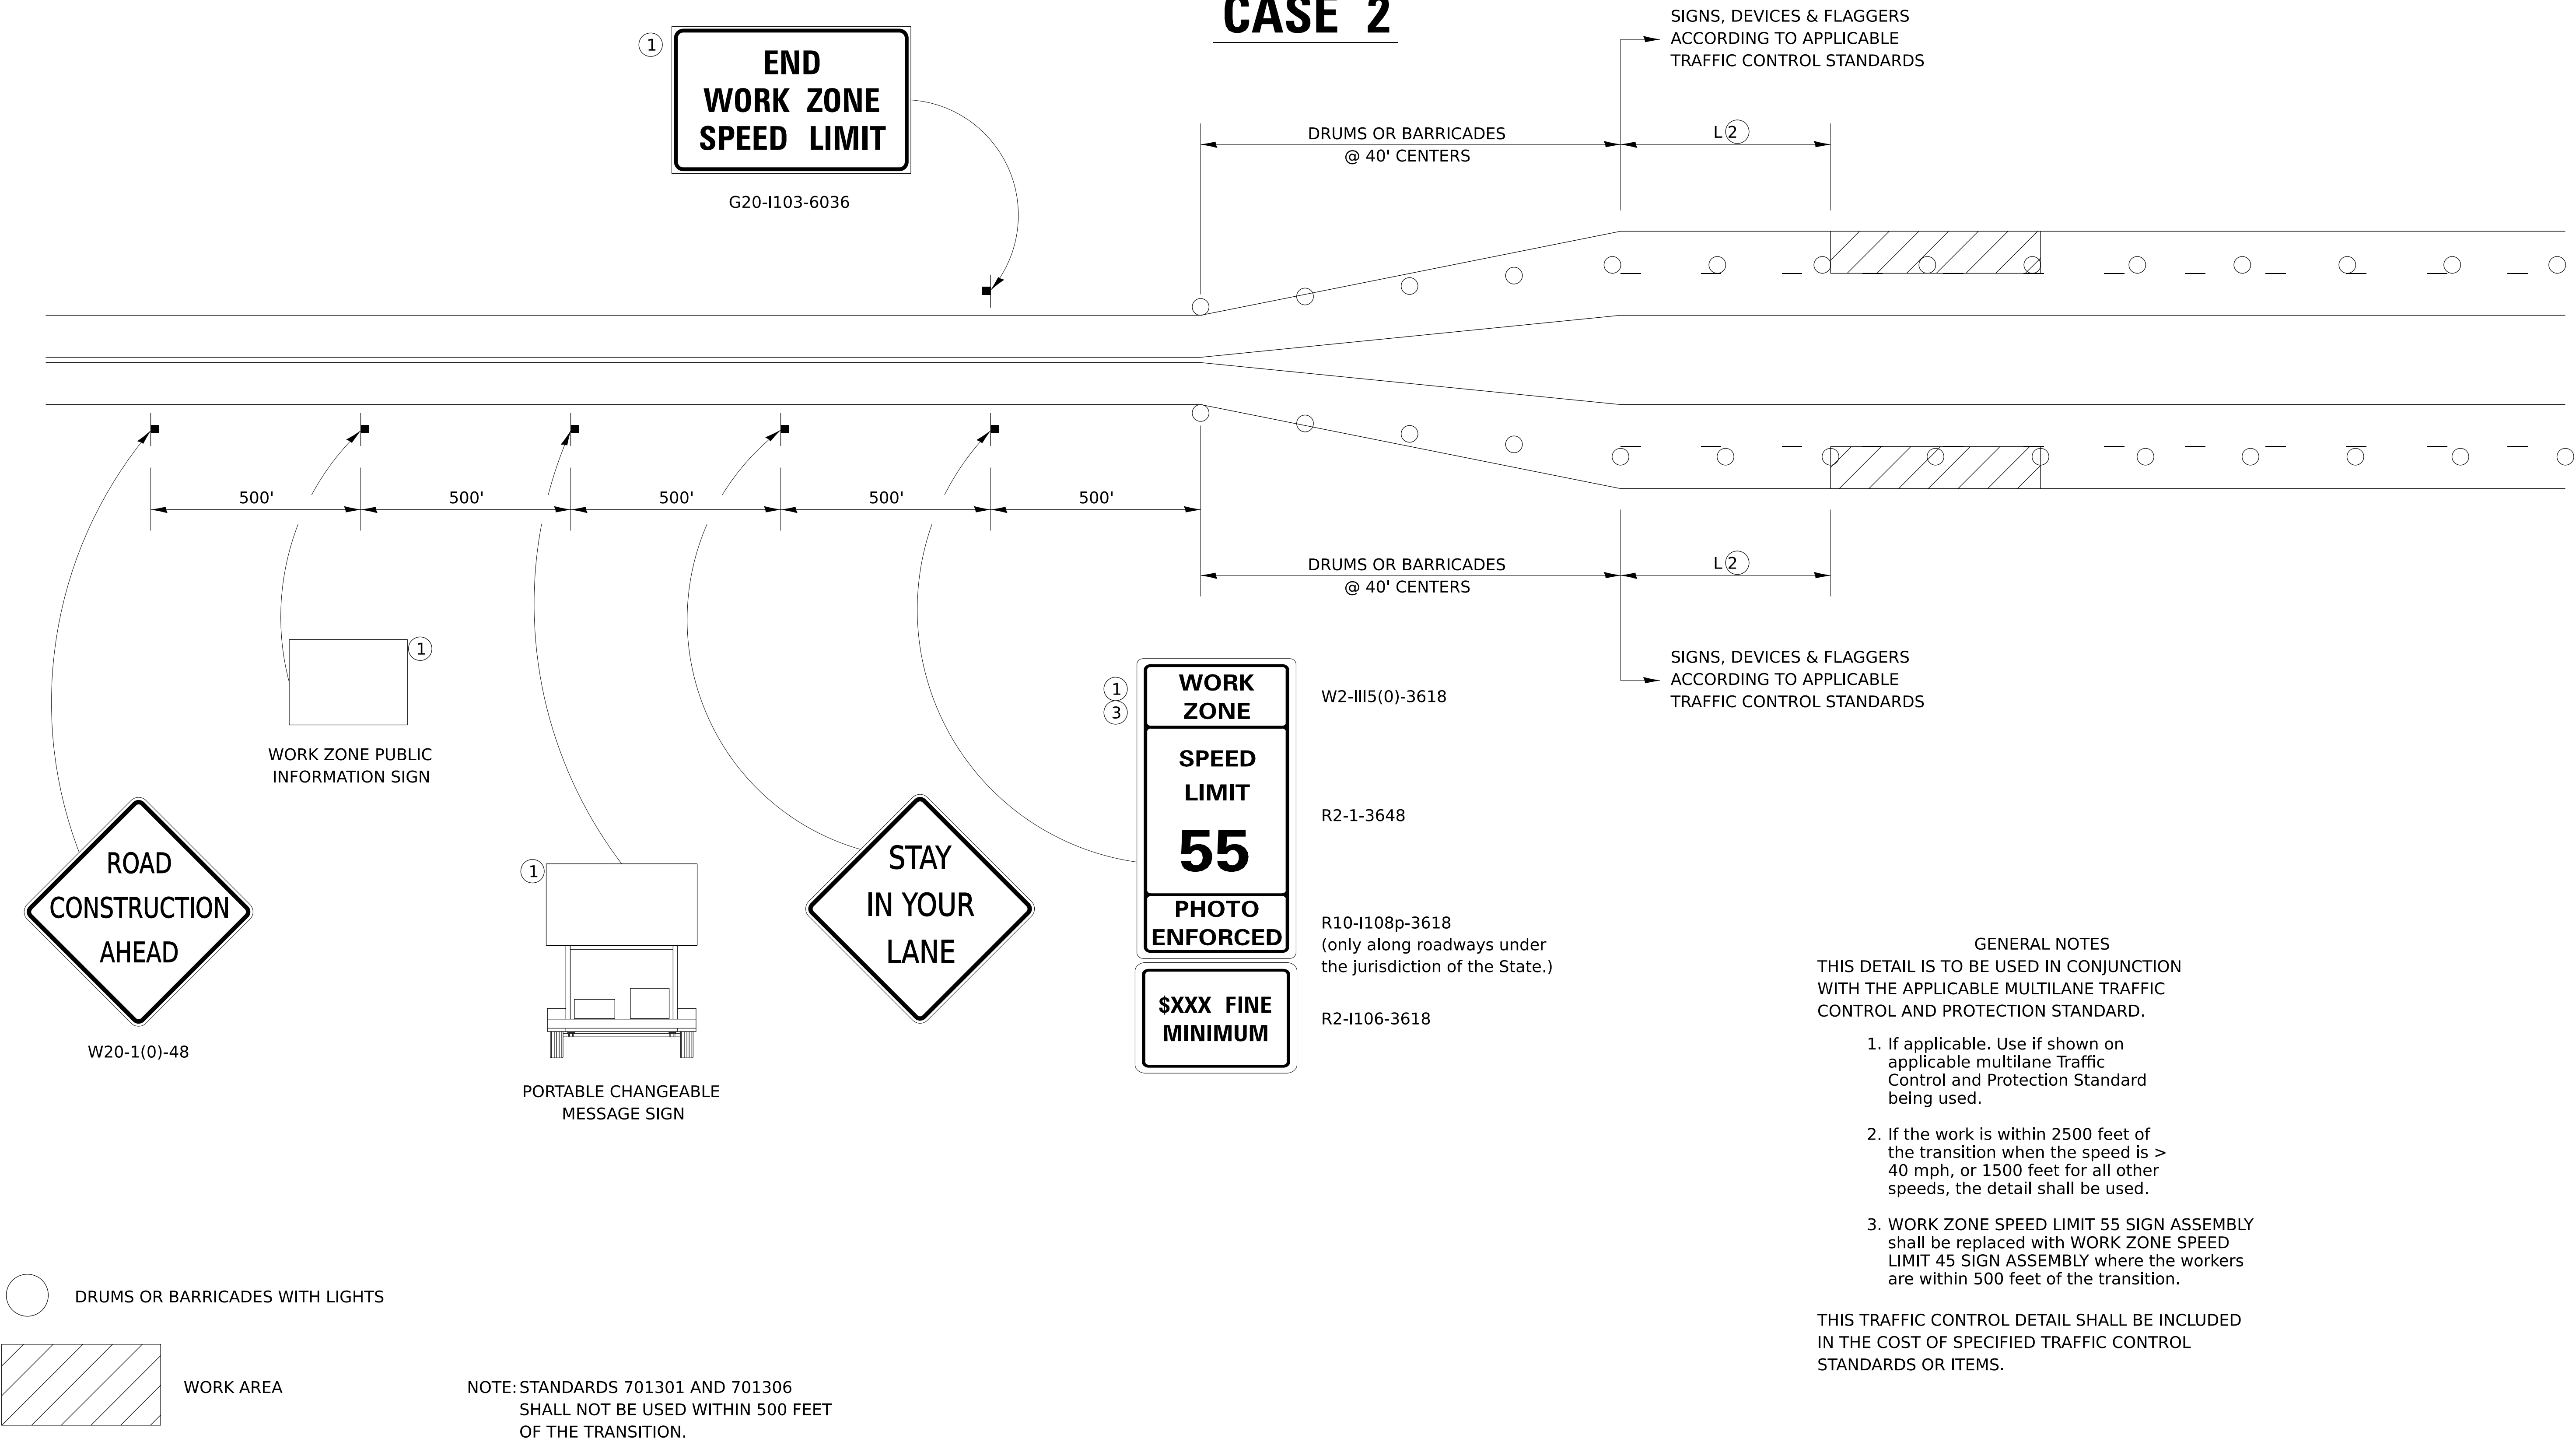 CASE 2
SIGNS, DEVICES & FLAGGERS
ACCORDING TO APPLICABLE
TRAFFIC CONTROL STANDARDS
1
END
WORK ZONE
SPEED LIMIT
G20-I103-6036
DRUMS OR BARRICADES
@ 40' CENTERS
L 2
500'
500'
500'
500'
500'
DRUMS OR BARRICADES
@ 40' CENTERS
L 2
SIGNS, DEVICES & FLAGGERS
ACCORDING TO APPLICABLE
TRAFFIC CONTROL STANDARDS
1
WORK ZONE PUBLIC
INFORMATION SIGN
ROAD
CONSTRUCTION
AHEAD
W20-1(0)-48
1
PORTABLE CHANGEABLE
MESSAGE SIGN
STAY
IN YOUR
LANE
1
3
WORK
ZONE
SPEED
LIMIT
55
PHOTO
ENFORCED
$XXX FINE
MINIMUM
W2-III5(0)-3618
R2-1-3648
R10-I108p-3618
(only along roadways under
the jurisdiction of the State.)
R2-I106-3618
GENERAL NOTES
THIS DETAIL IS TO BE USED IN CONJUNCTION
WITH THE APPLICABLE MULTILANE TRAFFIC
CONTROL AND PROTECTION STANDARD.
1. If applicable. Use if shown on
applicable multilane Traffic
Control and Protection Standard
being used.
2. If the work is within 2500 feet of
the transition when the speed is >
40 mph, or 1500 feet for all other
speeds, the detail shall be used.
3. WORK ZONE SPEED LIMIT 55 SIGN ASSEMBLY
shall be replaced with WORK ZONE SPEED
LIMIT 45 SIGN ASSEMBLY where the workers
are within 500 feet of the transition.
THIS TRAFFIC CONTROL DETAIL SHALL BE INCLUDED
IN THE COST OF SPECIFIED TRAFFIC CONTROL
STANDARDS OR ITEMS.
DRUMS OR BARRICADES WITH LIGHTS
WORK AREA
NOTE: STANDARDS 701301 AND 701306
SHALL NOT BE USED WITHIN 500 FEET
OF THE TRANSITION.